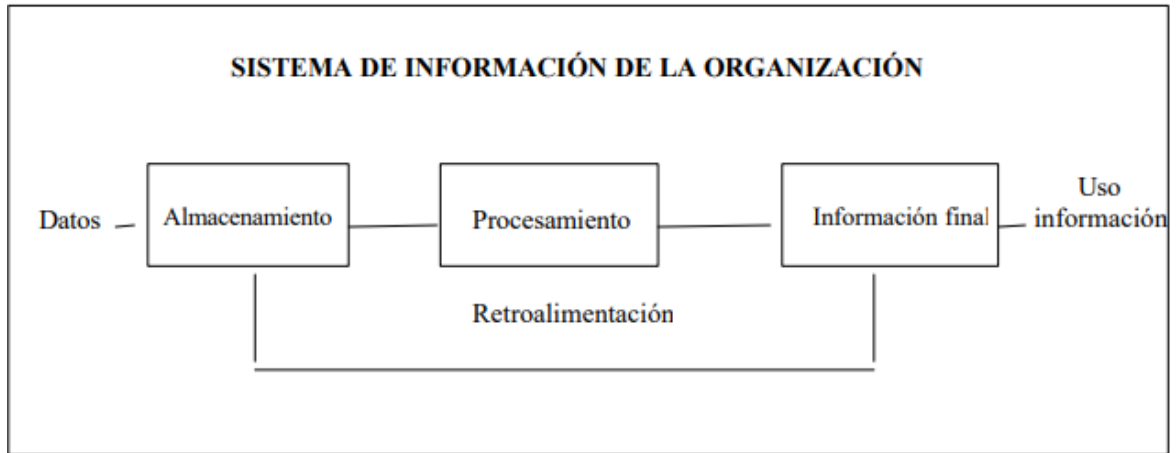 SISTEMA DE INFORMACIÓN DE LA ORGANIZACIÓN
Datos
Almacenamiento
Procesamiento
Información final
Uso
información
Retroalimentación